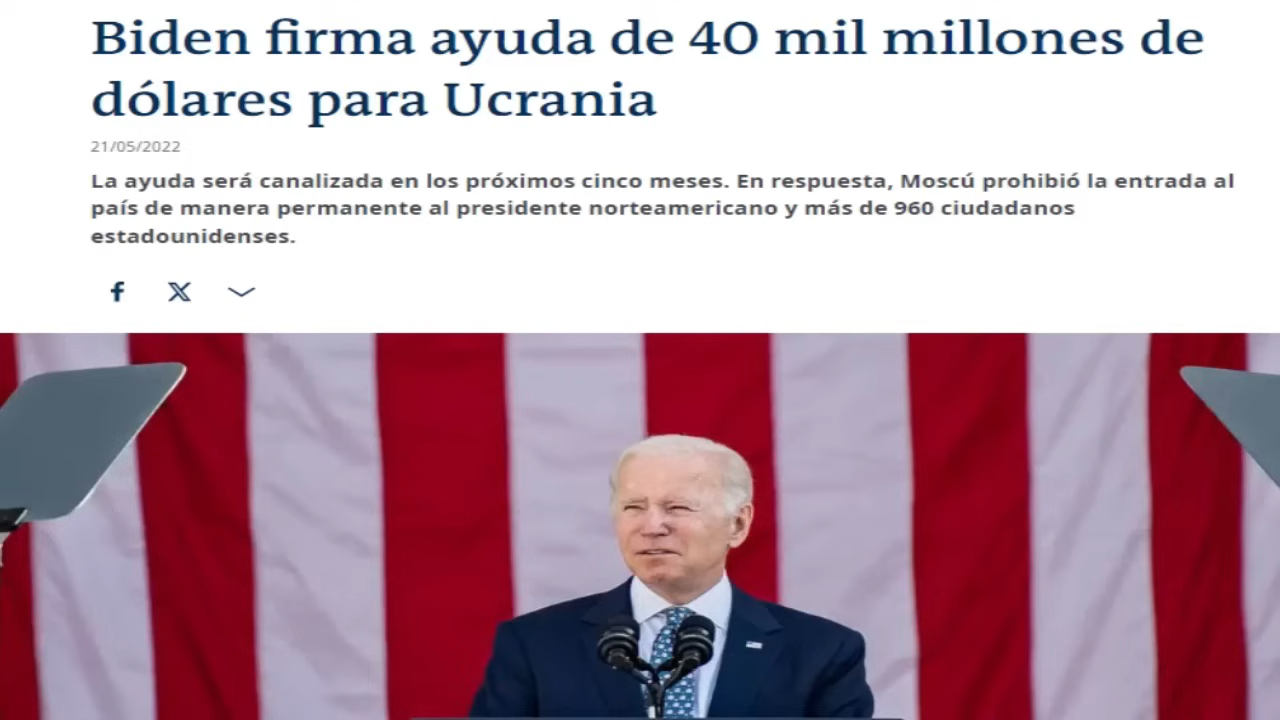 Biden firma ayuda de 40 mil millones de
dólares para Ucrania
21/05/2022
La ayuda será canalizada en los próximos cinco meses. En respuesta, Moscú prohibió la entrada al
país de manera permanente al presidente norteamericano y más de 960 ciudadanos
estadounidenses.